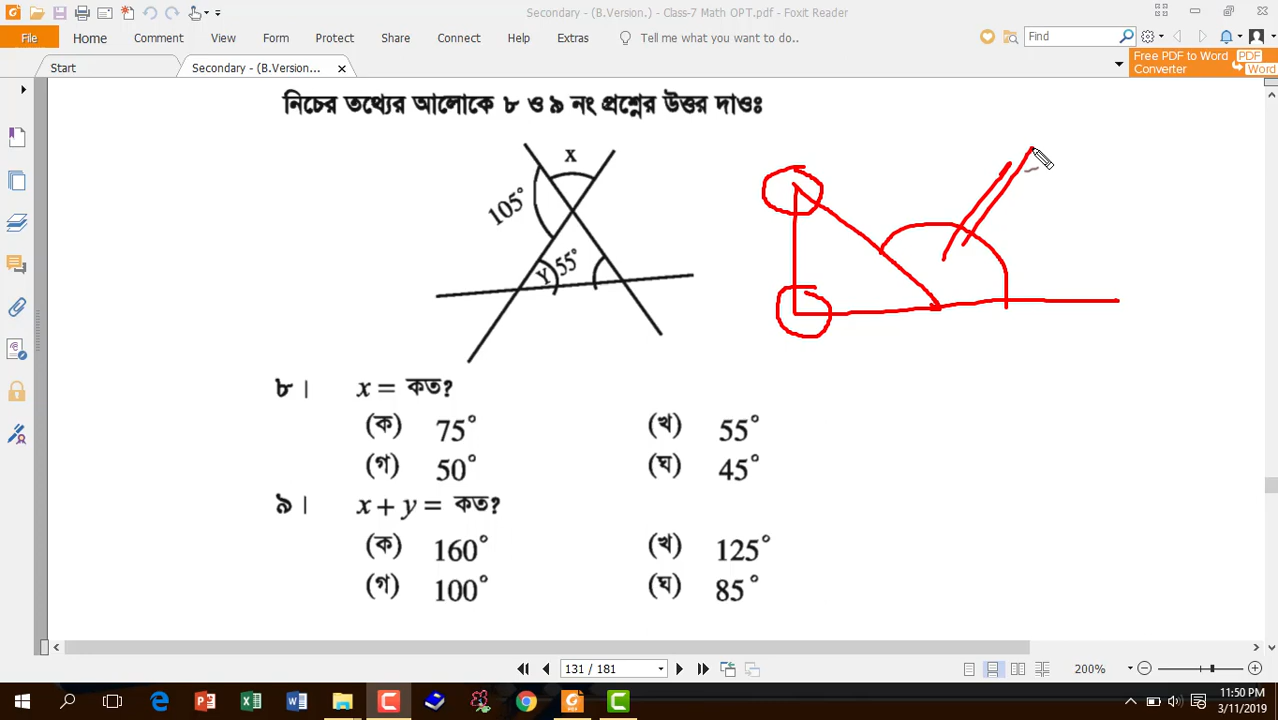 Secondary - (B.Version.) - Class-7 Math OPT.pdf - Foxit Reader
File Home Comment View Form Protect Share Connect Help Extras Tell me what you want to do.. Find
Start Secondary - (B.Version... Free PDF to Word Converter
PDF
Word
নিচের তথ্যের আলোকে ৮ ও ৯ নং প্রশ্নের উত্তর দাওঃ
x
105°
Y 55°
৮। x = কত?
(ক) 75° (খ) 55°
(গ) 50° (ঘ) 45°
৯। x + y = কত?
(ক) 160° (খ) 125°
(গ) 100° (ঘ) 85°
131 / 181 200%
11:50 PM
3/11/2019